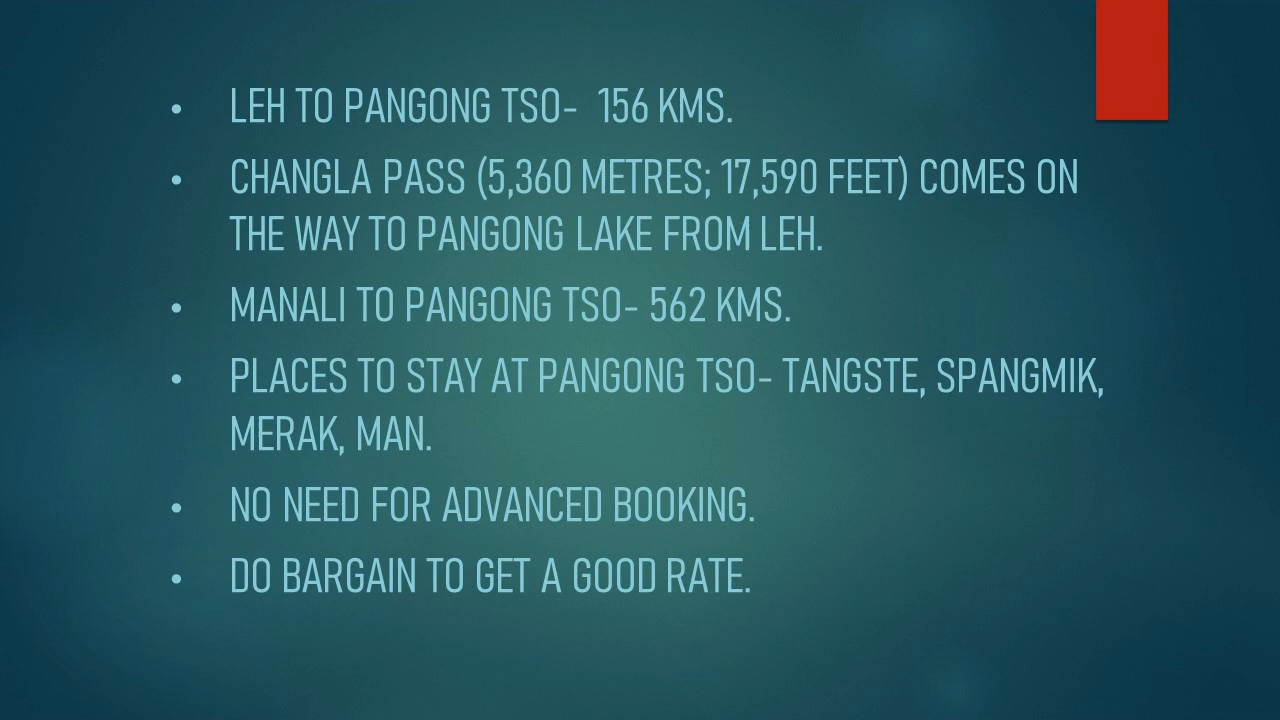 • LEH TO PANGONG TSO-  156 KMS.
• CHANGLA PASS (5,360 METRES; 17,590 FEET) COMES ON
THE WAY TO PANGONG LAKE FROM LEH.
• MANALI TO PANGONG TSO- 562 KMS.
• PLACES TO STAY AT PANGONG TSO- TANGSTE, SPANGMIK,
MERAK, MAN.
• NO NEED FOR ADVANCED BOOKING.
• DO BARGAIN TO GET A GOOD RATE.